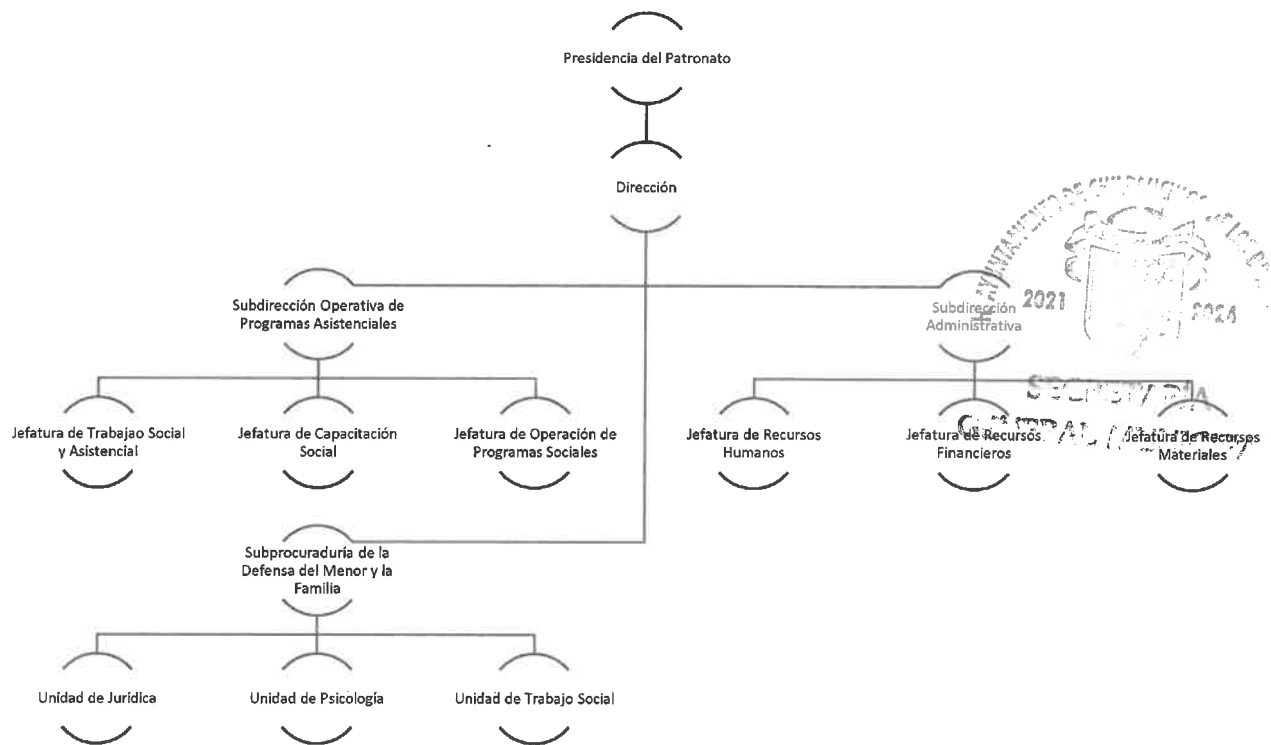 Presidencia del Patronato
Dirección
Subdirección Operativa de
Programas Asistenciales
Subdirección
Administrativa
2021
2024
SECRETARIA
Jefatura de Trabajao Social
y Asistencial
Jefatura de Capacitación
Social
Jefatura de Operación de
Programas Sociales
Jefatura de Recursos
Humanos
Jefatura de Recursos
Financieros
Jefatura de Recursos
Materiales
Subprocuraduría de la
Defensa del Menor y la
Familia
Unidad de Jurídica
Unidad de Psicología
Unidad de Trabajo Social